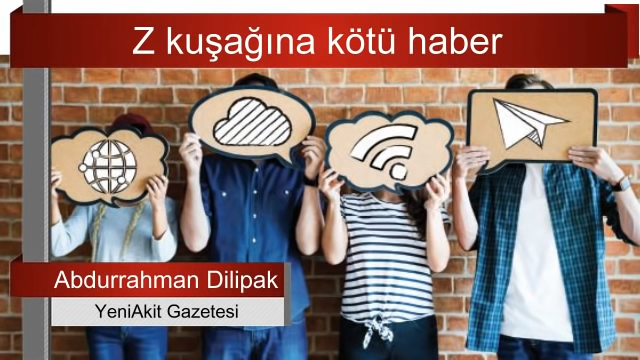 Z kuşağına kötü haber
Abdurrahman Dilipak
YeniAkit Gazetesi